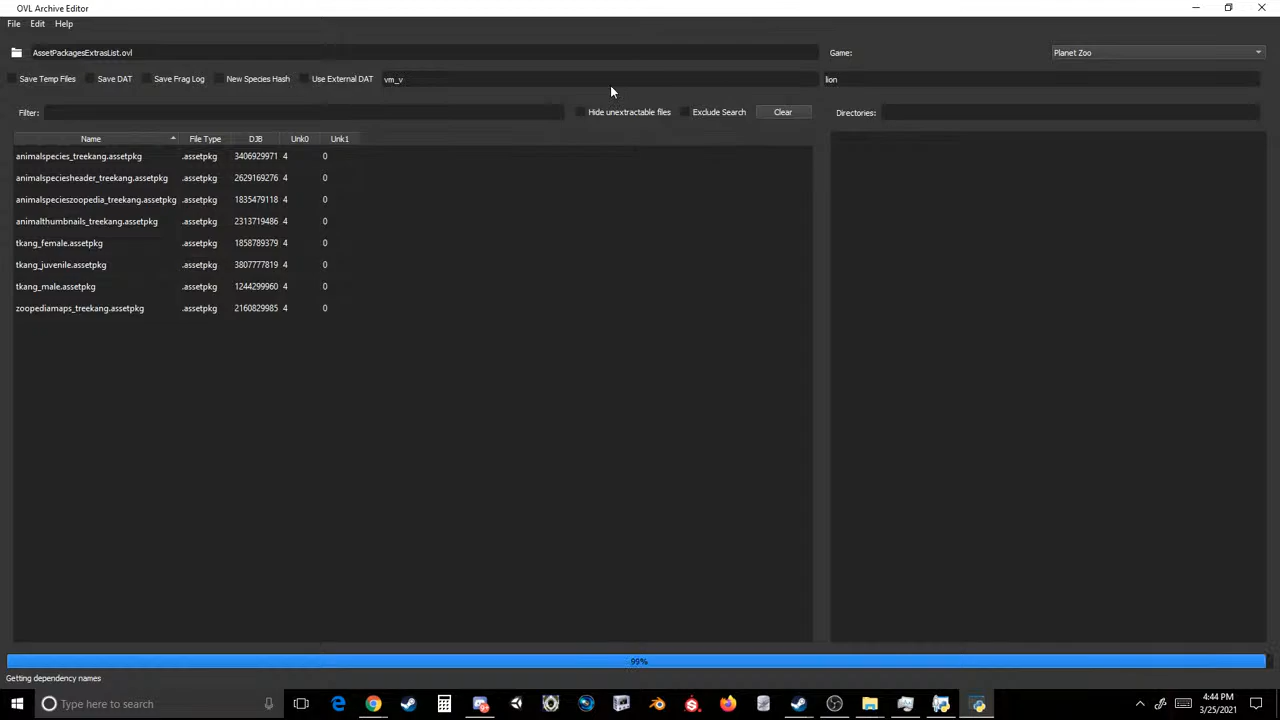 OVL Archive Editor
File Edit Help
AssetPackagesExtrasList.ovl Game: Planet Zoo
Save Temp Files Save DAT Save Frag Log New Species Hash Use External DAT vm_v lion
Filter: Hide unextractable files Exclude Search Clear Directories:
Name File Type DJB Unk0 Unk1
animalspecies_treekang.assetpkg .assetpkg 3406929971 4 0
animalspeciesheader_treekang.assetpkg .assetpkg 2629169276 4 0
animalspecieszoopedia_treekang.assetpkg .assetpkg 1835479118 4 0
animalthumbnails_treekang.assetpkg .assetpkg 2313719486 4 0
tkang_female.assetpkg .assetpkg 1858789379 4 0
tkang_juvenile.assetpkg .assetpkg 3807777819 4 0
tkang_male.assetpkg .assetpkg 1244299960 4 0
zoopediamaps_treekang.assetpkg .assetpkg 2160829985 4 0
99%
Getting dependency names
Type here to search
4:44 PM
3/25/2021